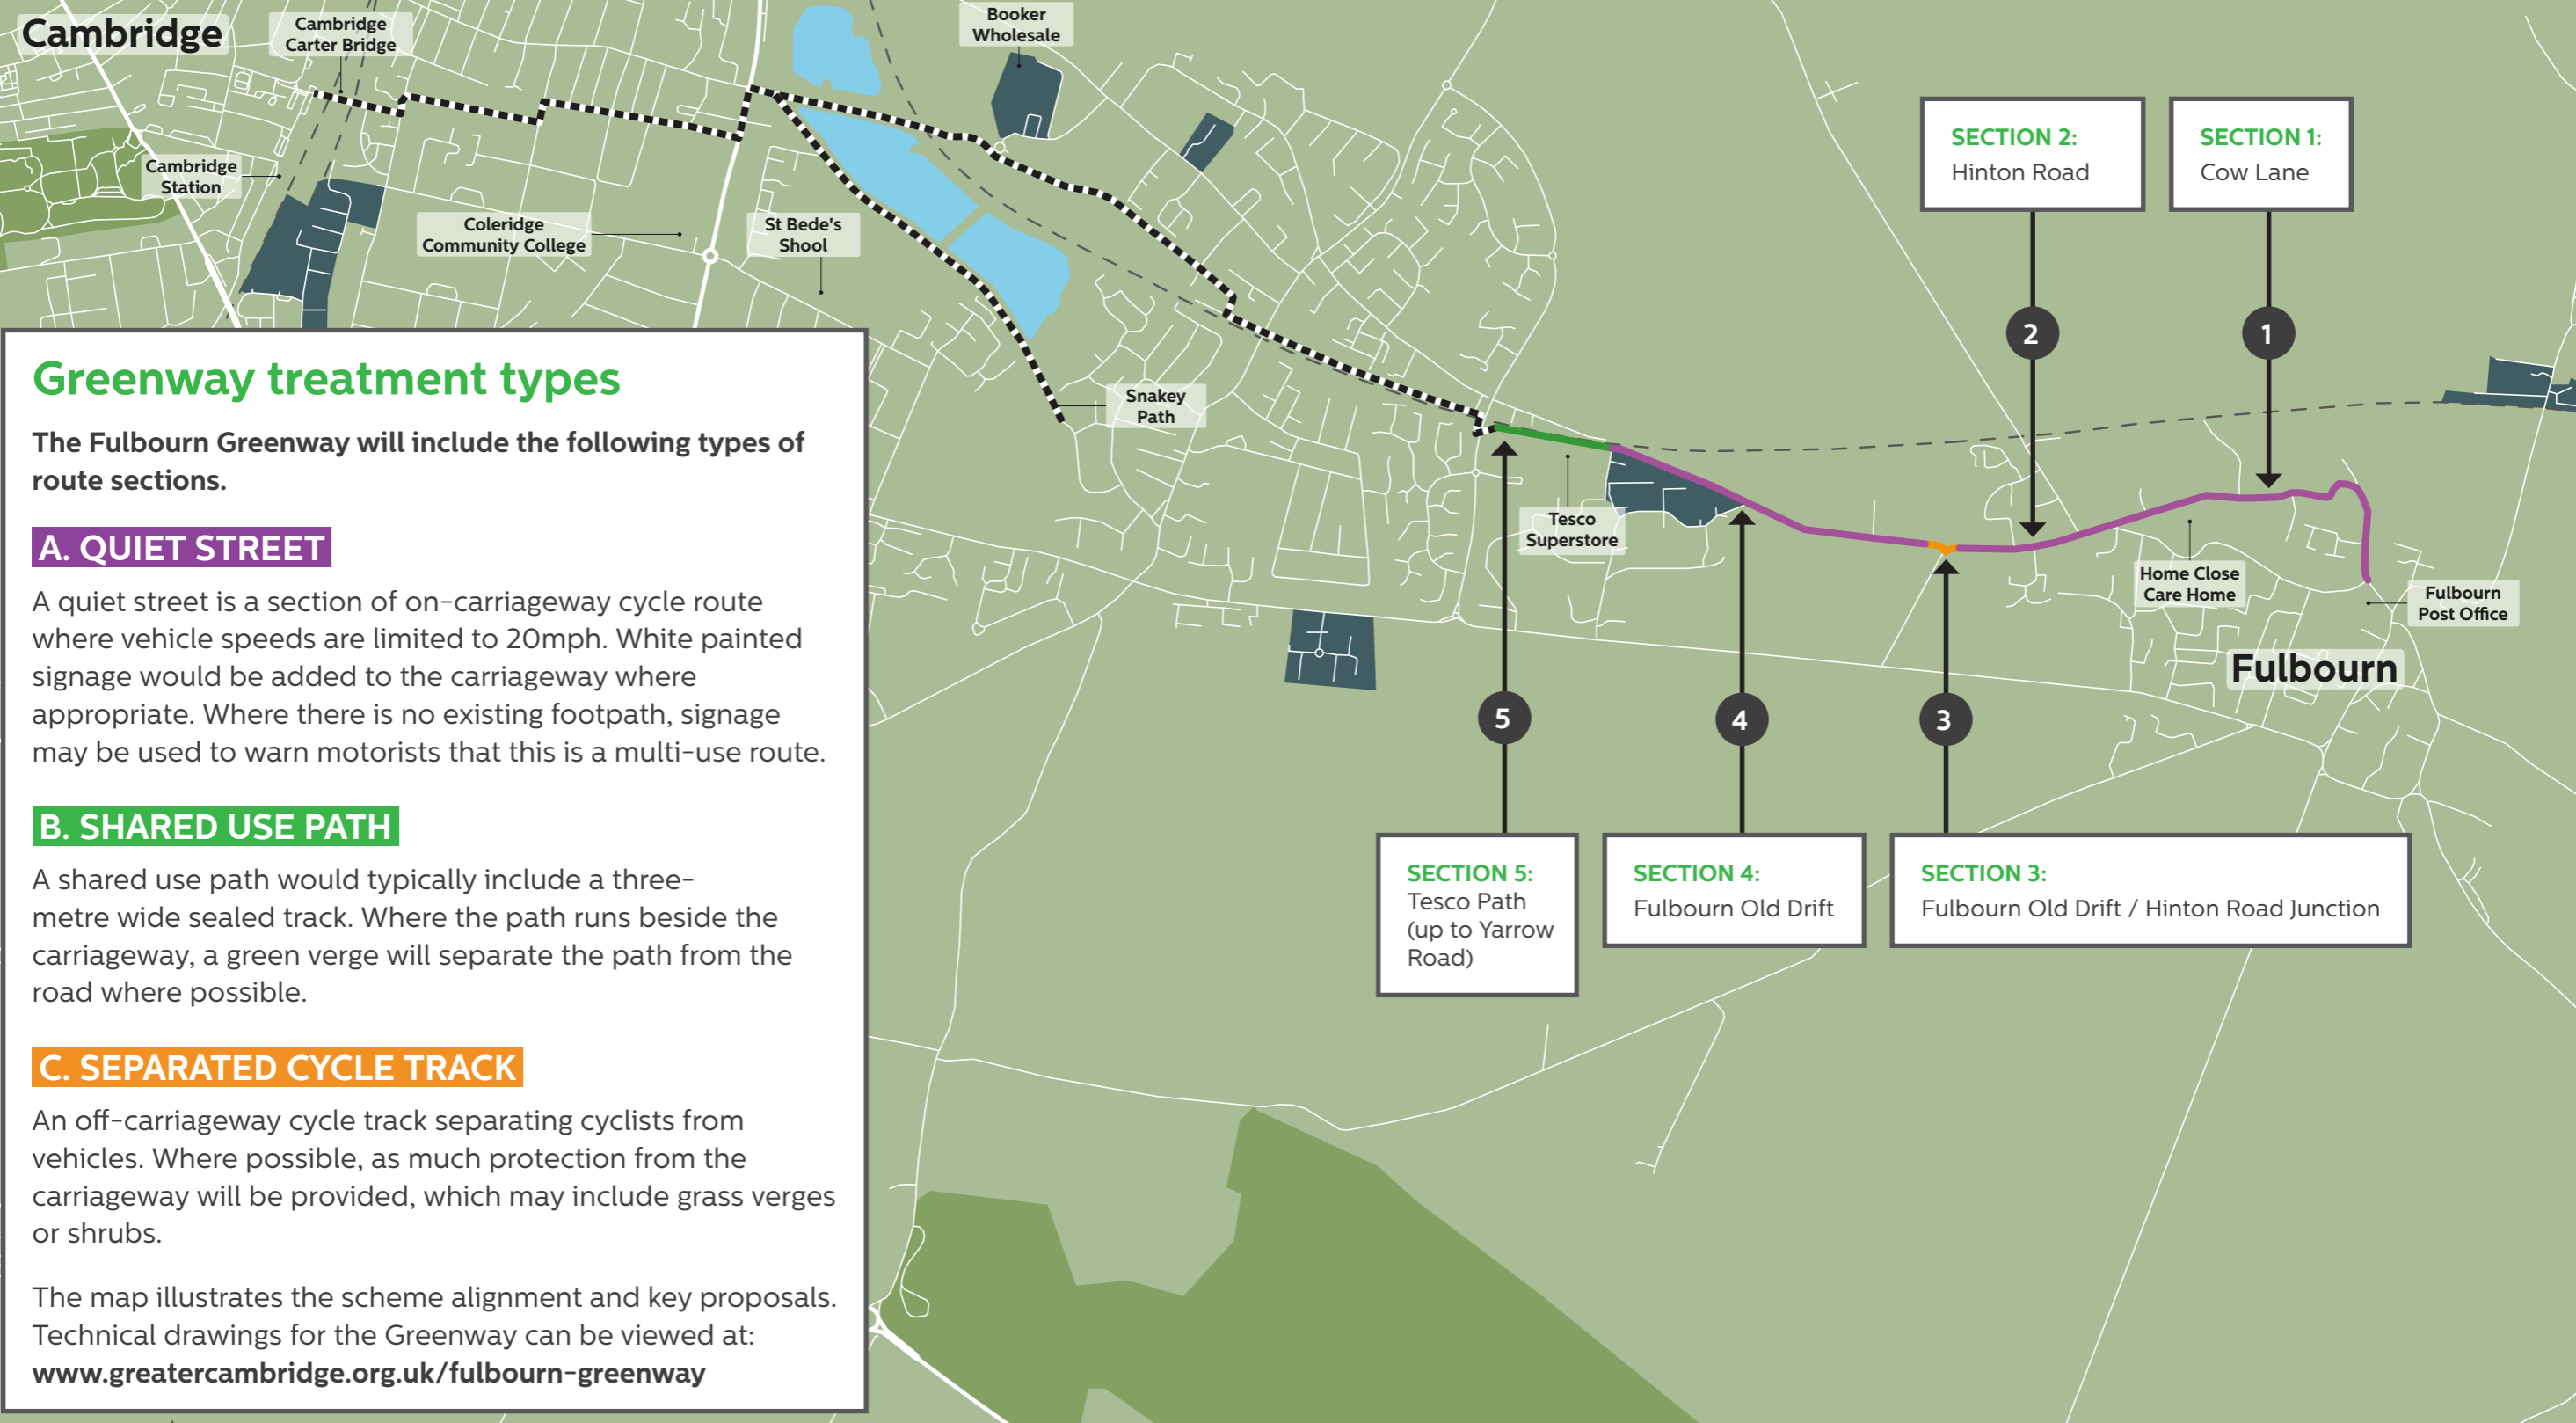 Cambridge
Cambridge
Carter Bridge
Booker
Wholesale
Cambridge
Station
Coleridge
Community College
St Bede's
Shool
Snakey
Path
SECTION 2:
Hinton Road
SECTION 1:
Cow Lane
2
1
Tesco
Superstore
Home Close
Care Home
Fulbourn
Post Office
Fulbourn
5
4
3
SECTION 5:
Tesco Path
(up to Yarrow
Road)
SECTION 4:
Fulbourn Old Drift
SECTION 3:
Fulbourn Old Drift / Hinton Road Junction
Greenway treatment types
The Fulbourn Greenway will include the following types of
route sections.
A. QUIET STREET
A quiet street is a section of on-carriageway cycle route
where vehicle speeds are limited to 20mph. White painted
signage would be added to the carriageway where
appropriate. Where there is no existing footpath, signage
may be used to warn motorists that this is a multi-use route.
B. SHARED USE PATH
A shared use path would typically include a three-
metre wide sealed track. Where the path runs beside the
carriageway, a green verge will separate the path from the
road where possible.
C. SEPARATED CYCLE TRACK
An off-carriageway cycle track separating cyclists from
vehicles. Where possible, as much protection from the
carriageway will be provided, which may include grass verges
or shrubs.
The map illustrates the scheme alignment and key proposals.
Technical drawings for the Greenway can be viewed at:
www.greatercambridge.org.uk/fulbourn-greenway